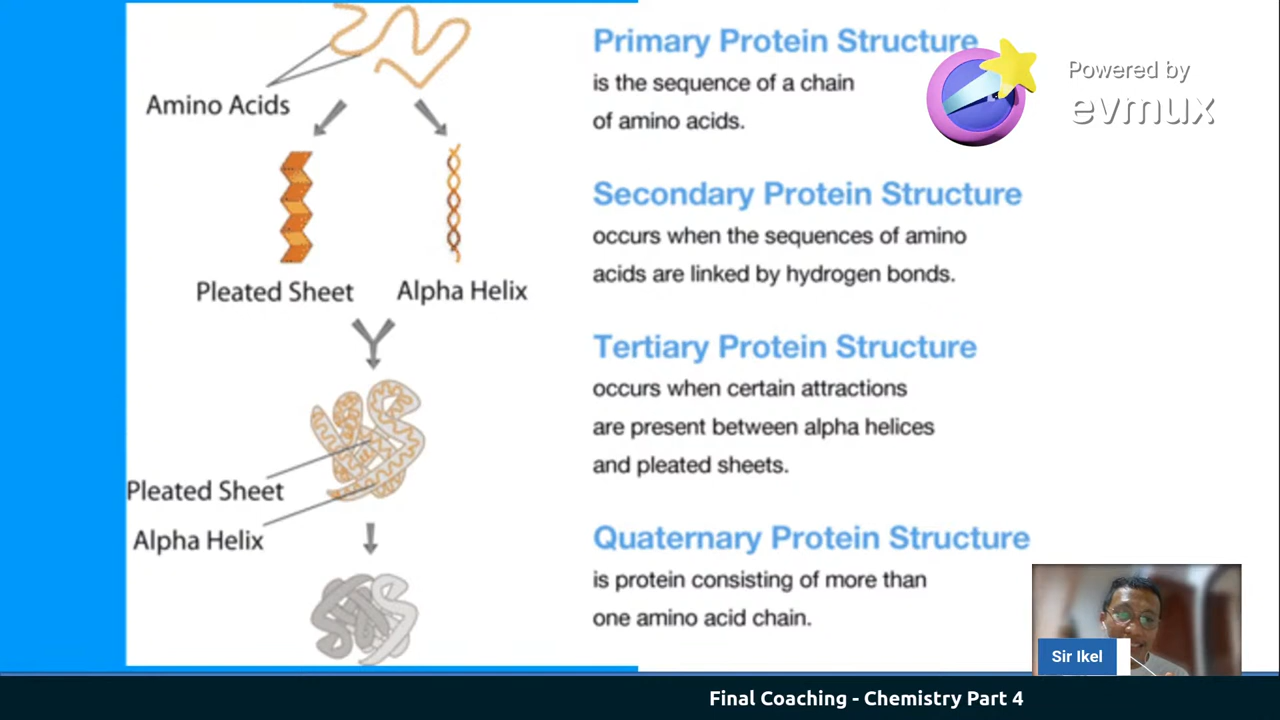 Amino Acids
Pleated Sheet
Alpha Helix
Pleated Sheet
Alpha Helix
Primary Protein Structure
is the sequence of a chain
of amino acids.
Secondary Protein Structure
occurs when the sequences of amino
acids are linked by hydrogen bonds.
Tertiary Protein Structure
occurs when certain attractions
are present between alpha helices
and pleated sheets.
Quaternary Protein Structure
is protein consisting of more than
one amino acid chain.
Powered by
evmux
Sir Ikel
Final Coaching - Chemistry Part 4